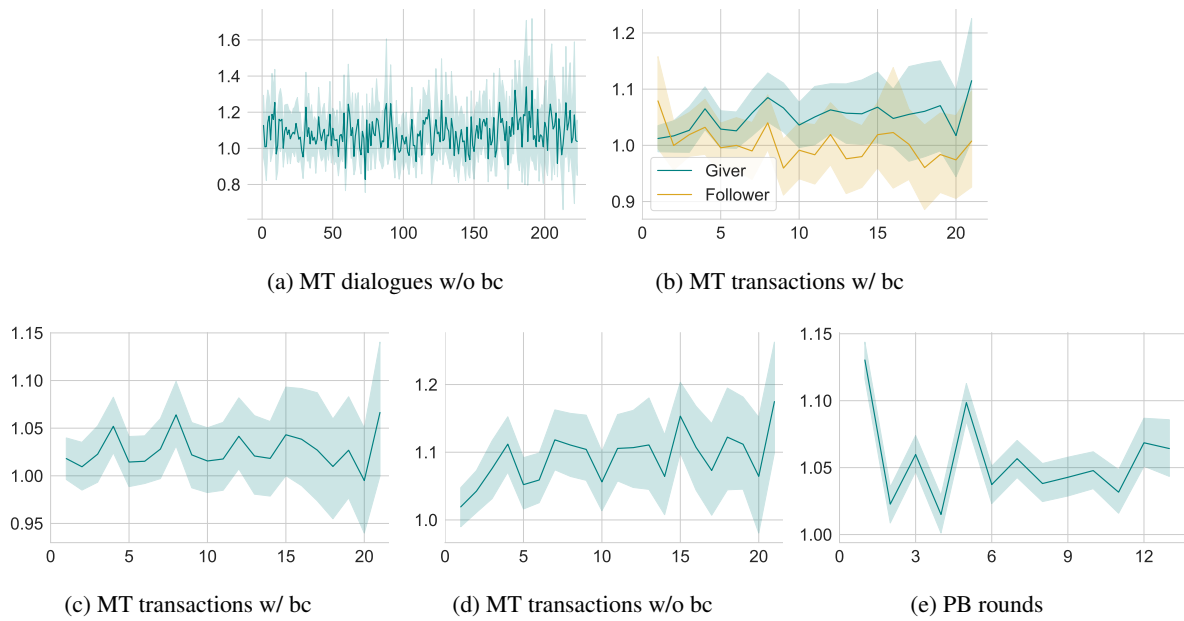 1.6
1.4
1.2
1.0
0.8
0 50 100 150 200
(a) MT dialogues w/o bc
1.2
1.1
1.0
0.9
Giver
Follower
0 5 10 15 20
(b) MT transactions w/ bc
1.15
1.10
1.05
1.00
0.95
0 5 10 15 20
(c) MT transactions w/ bc
1.2
1.1
1.0
0 5 10 15 20
(d) MT transactions w/o bc
1.15
1.10
1.05
1.00
0 3 6 9 12
(e) PB rounds